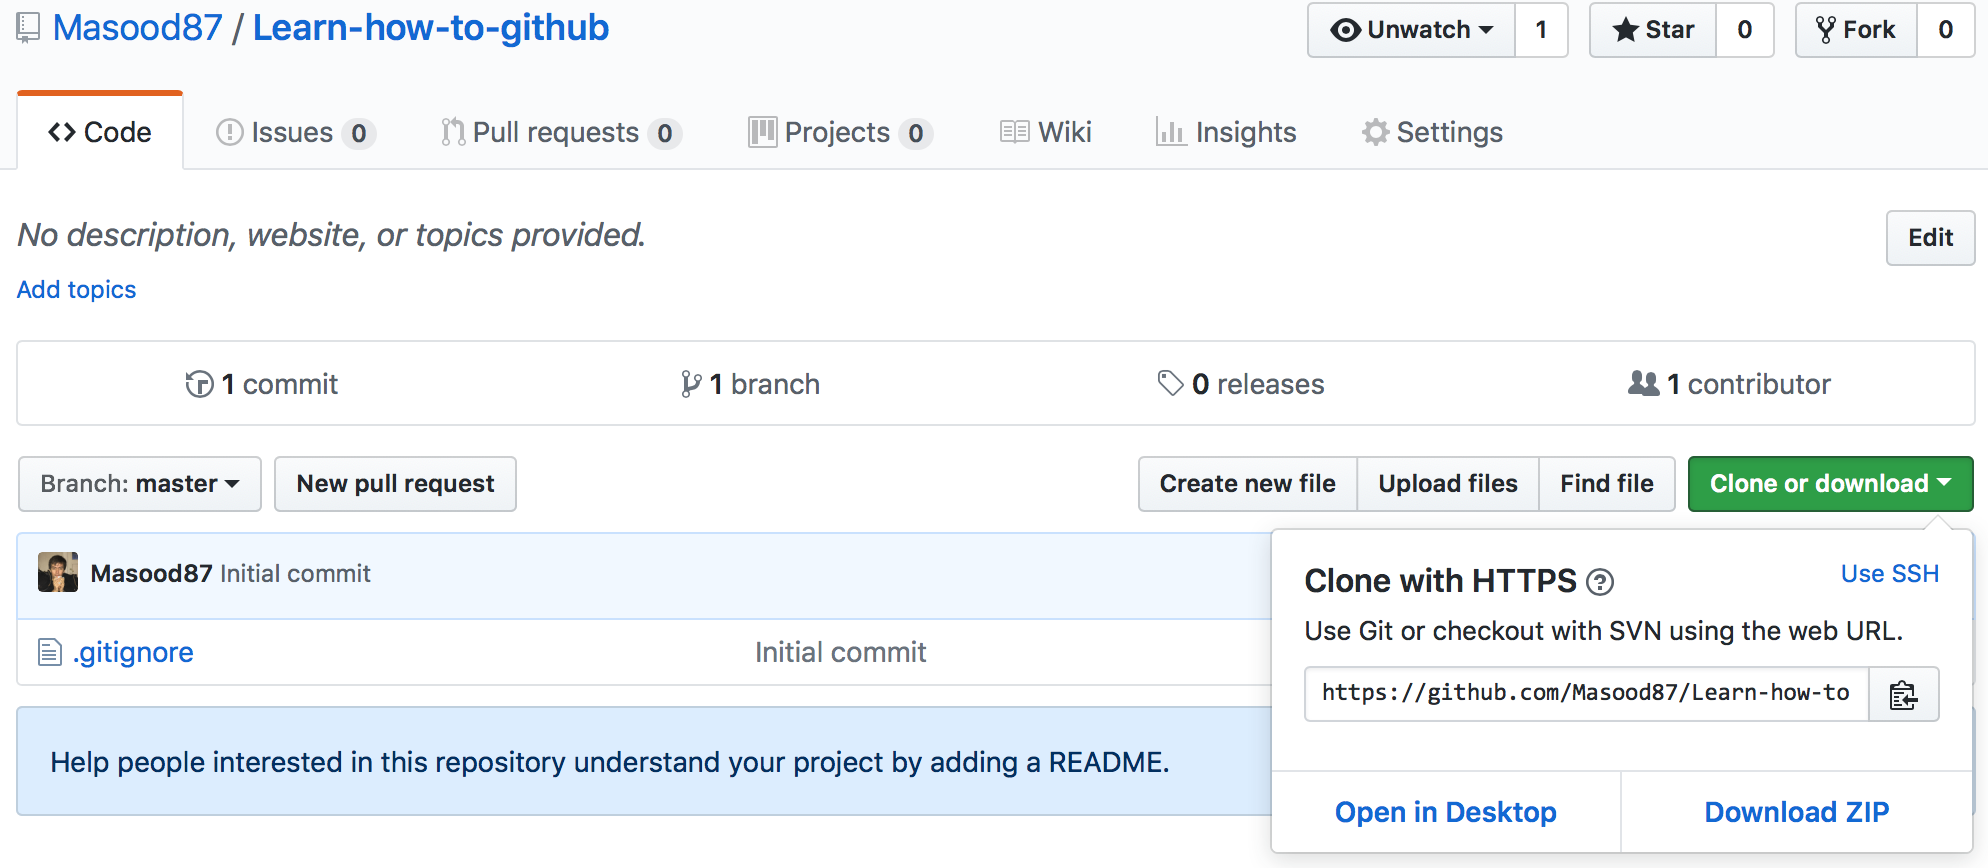 Masood87 / Learn-how-to-github
Unwatch 1 Star 0 Fork 0
Code Issues 0 Pull requests 0 Projects 0 Wiki Insights Settings
No description, website, or topics provided.
Edit
Add topics
1 commit 1 branch 0 releases 1 contributor
Branch: master New pull request Create new file Upload files Find file Clone or download
Masood87 Initial commit
.gitignore Initial commit
Help people interested in this repository understand your project by adding a README.
Clone with HTTPS ? Use SSH
Use Git or checkout with SVN using the web URL.
https://github.com/Masood87/Learn-how-to
Open in Desktop Download ZIP